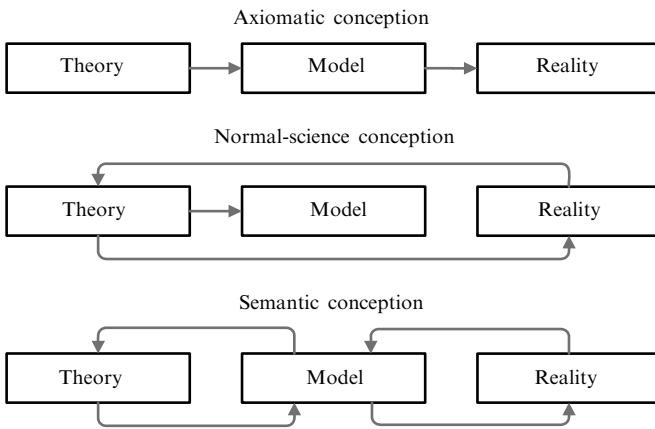 Axiomatic conception
Theory Model Reality
Normal-science conception
Theory Model Reality
Semantic conception
Theory Model Reality